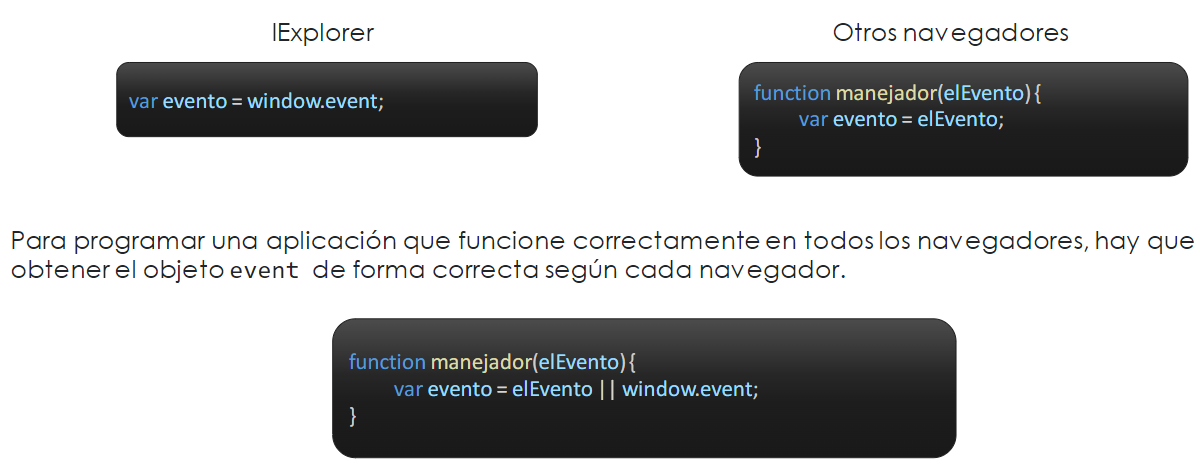 IExplorer
Otros navegadores
var evento = window.event;
function manejador(elEvento){
var evento = elEvento;
}
Para programar una aplicación que funcione correctamente en todos los navegadores, hay que
obtener el objeto event de forma correcta según cada navegador.
function manejador(elEvento){
var evento = elEvento || window.event;
}